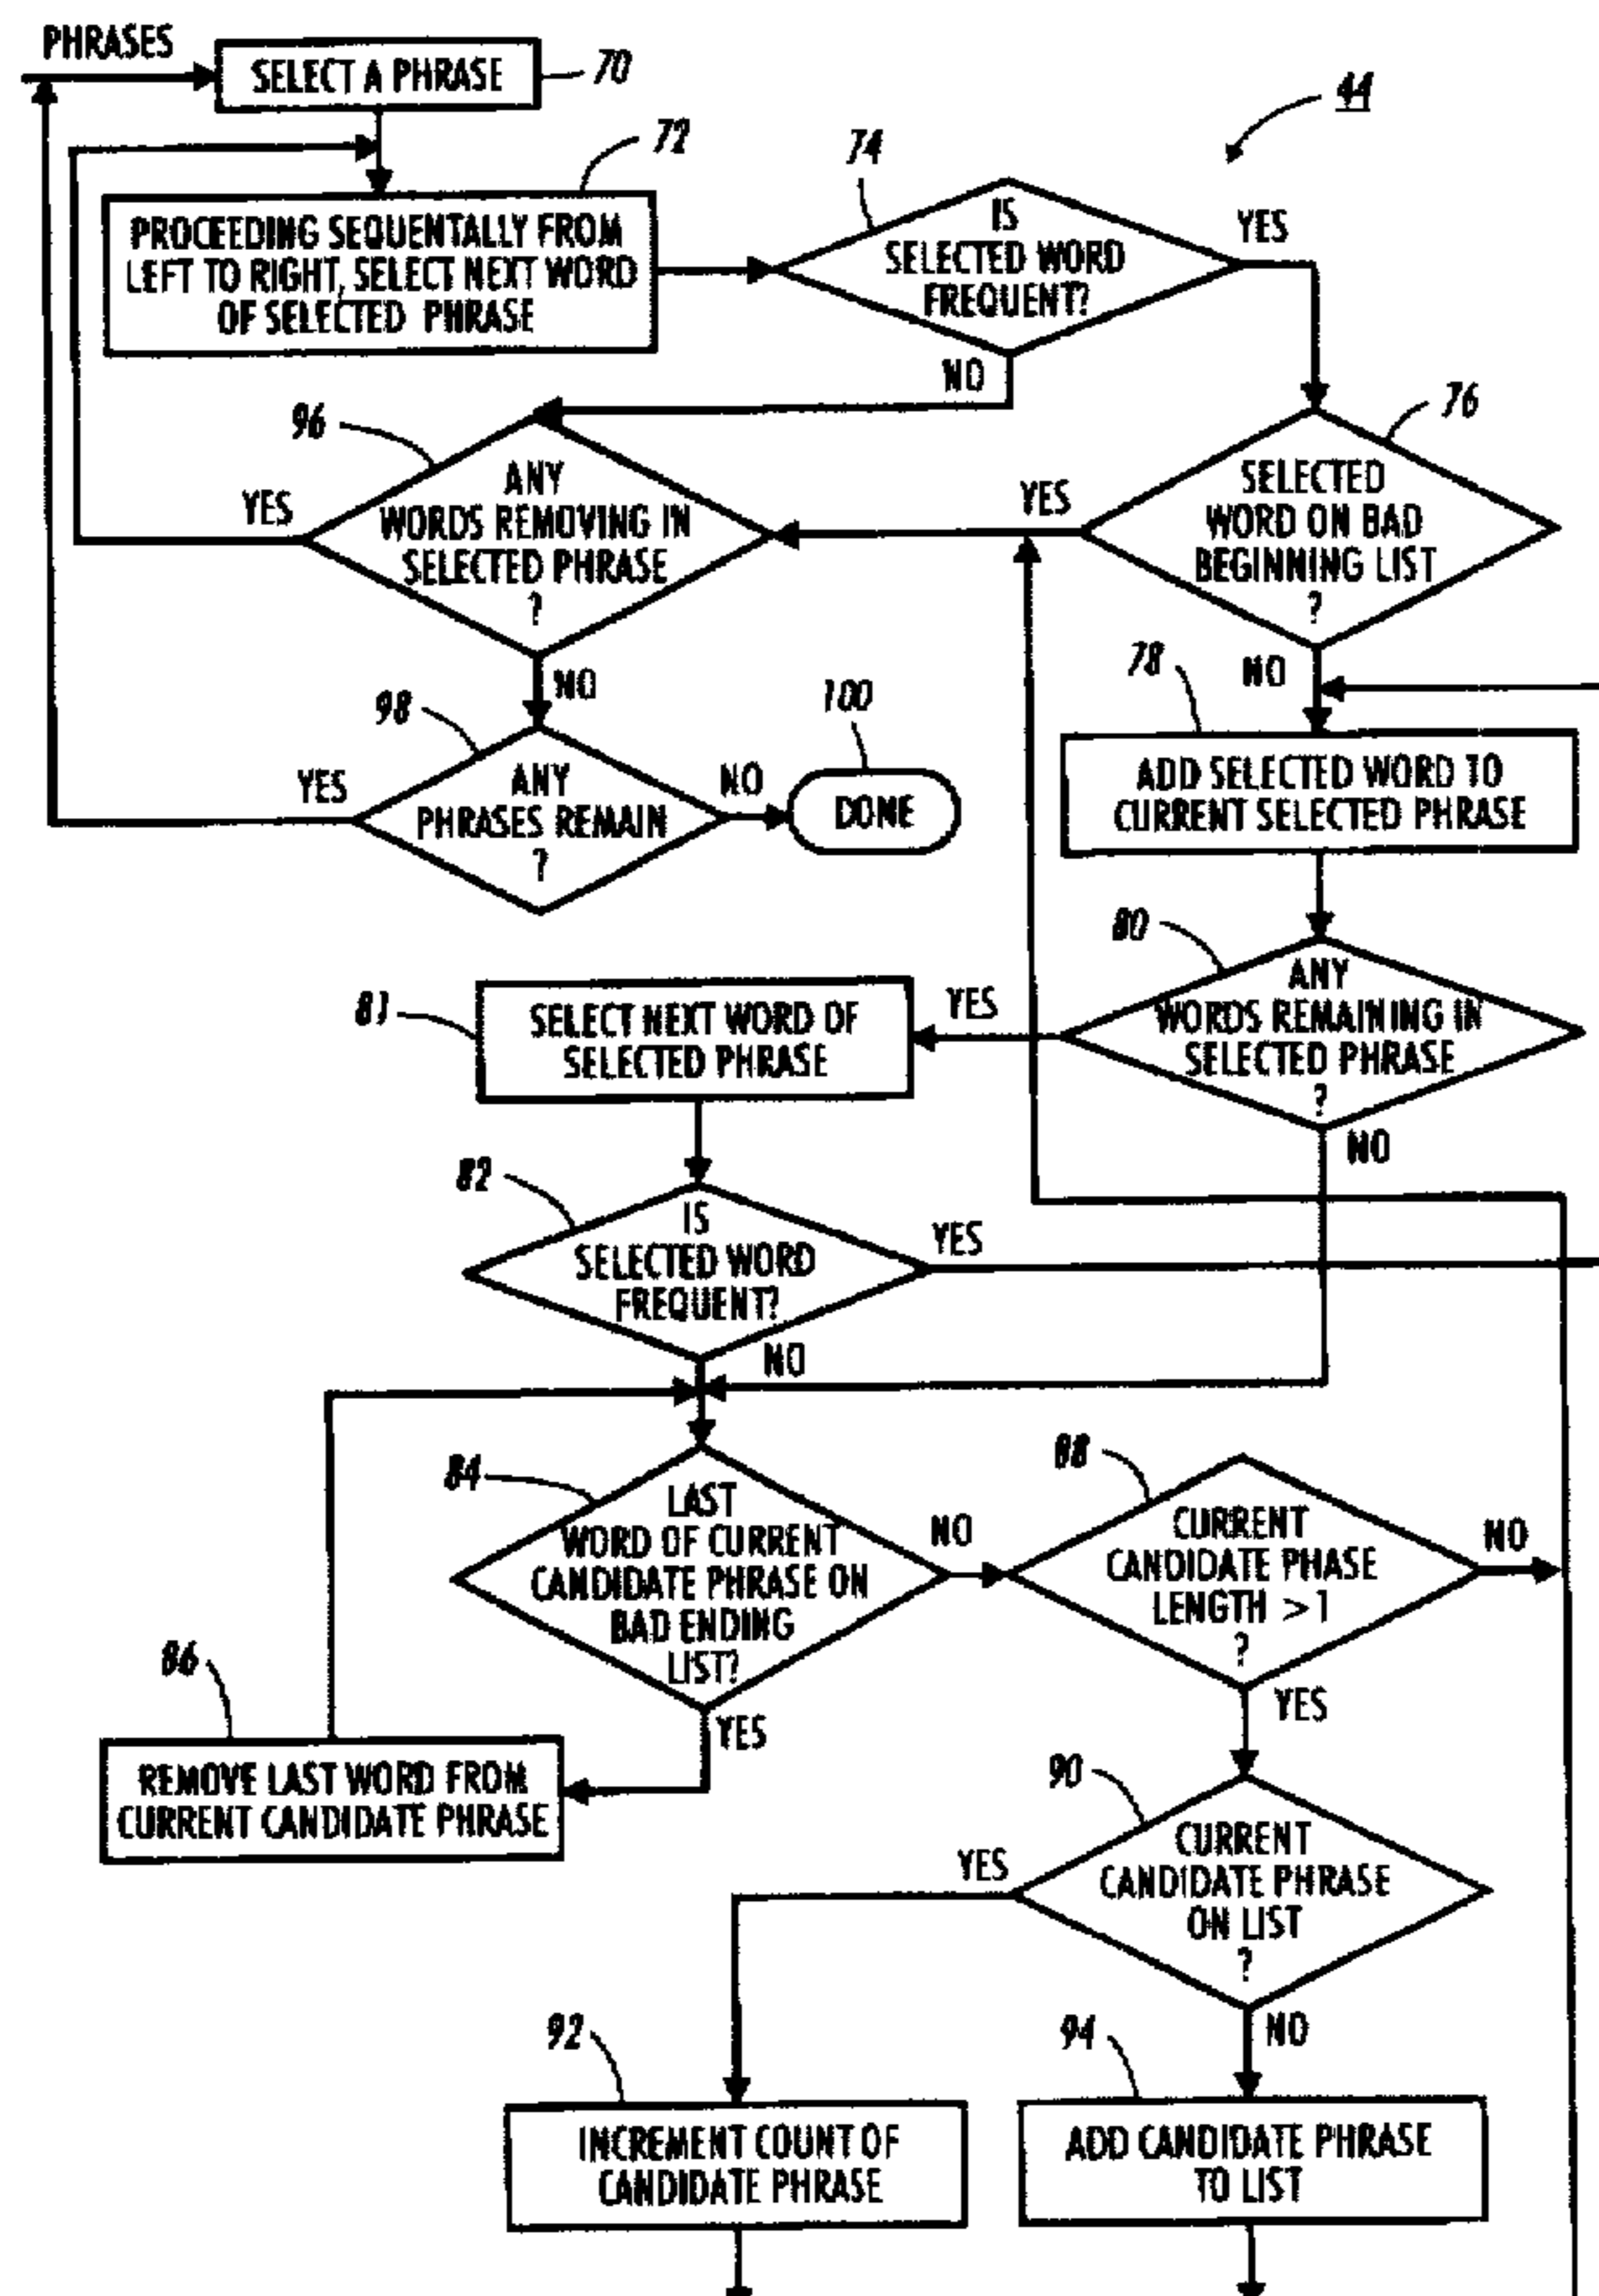 PHRASES
SELECT A PHRASE
70
44
72
PROCEEDING SEQUENTALLY FROM
LEFT TO RIGHT, SELECT NEXT WORD
OF SELECTED PHRASE
74
IS
SELECTED WORD
FREQUENT?
YES
NO
96
ANY
WORDS REMOVING IN
SELECTED PHRASE
?
YES
NO
76
SELECTED
WORD ON BAD
BEGINNING LIST
?
YES
NO
98
ANY
PHRASES REMAIN
?
YES
NO
100
DONE
78
ADD SELECTED WORD TO
CURRENT SELECTED PHRASE
80
ANY
WORDS REMAINING IN
SELECTED PHRASE
?
YES
NO
81
SELECT NEXT WORD OF
SELECTED PHRASE
82
IS
SELECTED WORD
FREQUENT?
YES
NO
84
LAST
WORD OF CURRENT
CANDIDATE PHRASE ON
BAD ENDING
LIST?
NO
YES
86
REMOVE LAST WORD FROM
CURRENT CANDIDATE PHRASE
88
CURRENT
CANDIDATE PHASE
LENGTH >1
?
NO
YES
90
CURRENT
CANDIDATE PHRASE
ON LIST
?
YES
NO
92
INCREMENT COUNT OF
CANDIDATE PHRASE
94
ADD CANDIDATE PHRASE
TO LIST